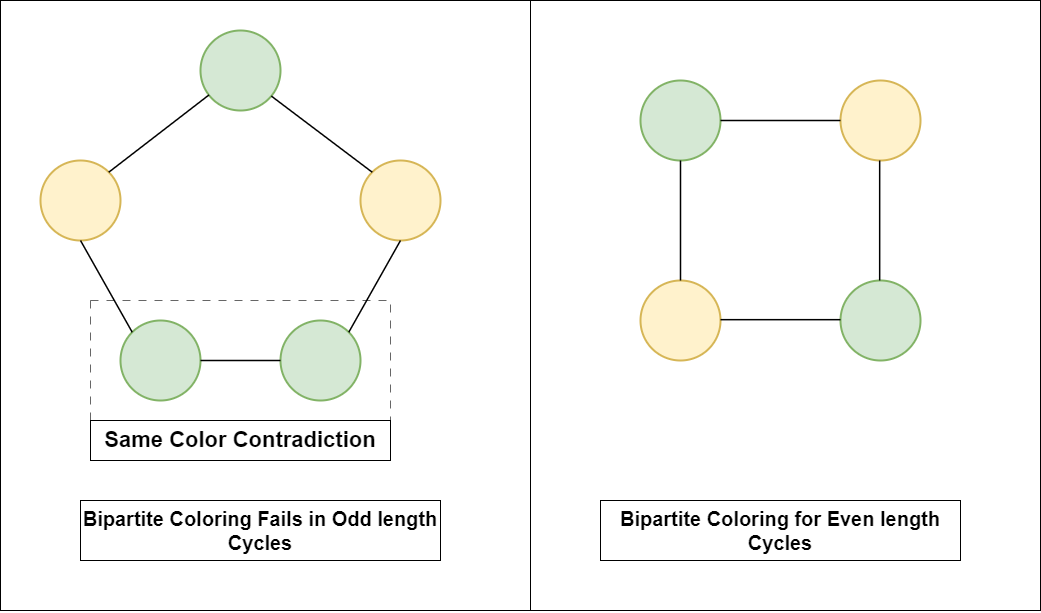 Same Color Contradiction
Bipartite Coloring Fails in Odd length
Cycles
Bipartite Coloring for Even length
Cycles